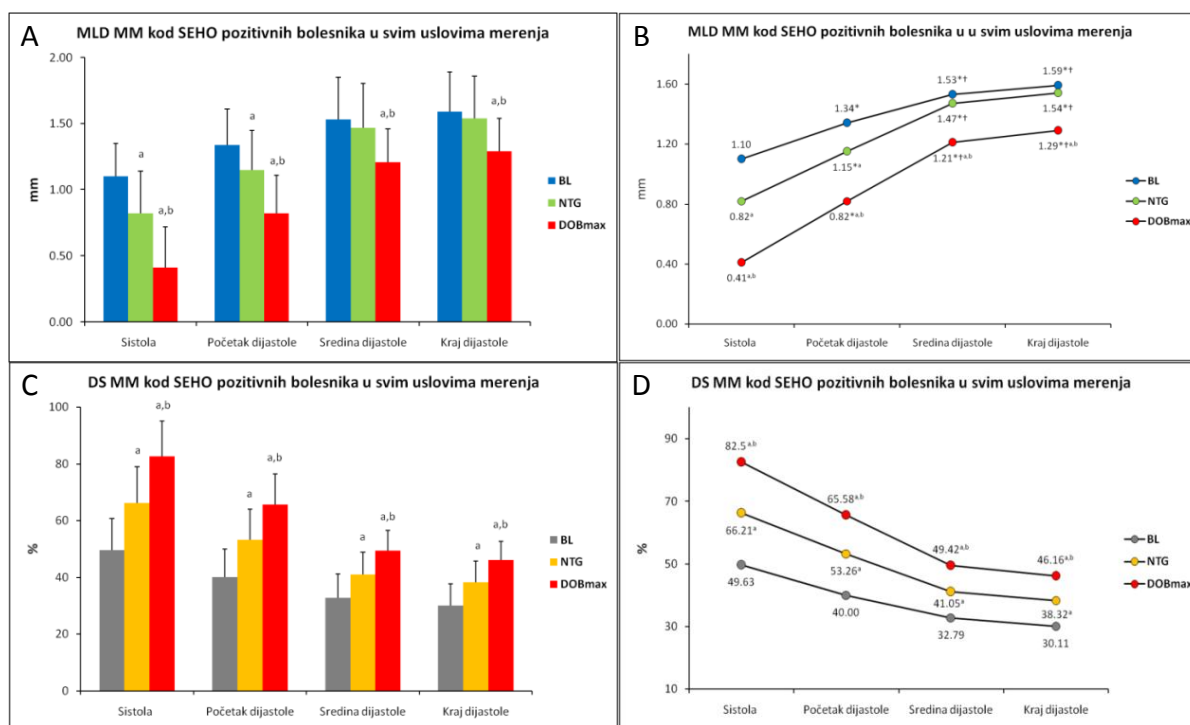 A
MLD MM kod SEHO pozitivnih bolesnika u svim uslovima merenja
2.00
1.50
1.00
0.50
0.00
mm
a
a,b
a
a,b
a,b
a,b
Sistola
Početak dijastole
Sredina dijastole
Kraj dijastole
BL
NTG
DOBmax
B
MLD MM kod SEHO pozitivnih bolesnika u u svim uslovima merenja
1.60
1.20
0.80
0.40
0.00
mm
1.10
1.34*
1.53*†
1.59*†
0.82ᵃ
1.15*ᵃ
1.47*†
1.54*†
0.41ᵃ,ᵇ
0.82*ᵃ,ᵇ
1.21*†ᵃ,ᵇ
1.29*†ᵃ,ᵇ
Sistola
Početak dijastole
Sredina dijastole
Kraj dijastole
BL
NTG
DOBmax
C
DS MM kod SEHO pozitivnih bolesnika u svim uslovima merenja
100
80
60
40
20
0
%
a
a,b
a
a,b
a
a,b
a
a,b
Sistola
Početak dijastole
Sredina dijastole
Kraj dijastole
BL
NTG
DOBmax
D
DS MM kod SEHO pozitivnih bolesnika u svim uslovima merenja
90
70
50
30
10
%
82.5ᵃ,ᵇ
65.58ᵃ,ᵇ
49.42ᵃ,ᵇ
46.16ᵃ,ᵇ
66.21ᵃ
53.26ᵃ
41.05ᵃ
38.32ᵃ
49.63
40.00
32.79
30.11
Sistola
Početak dijastole
Sredina dijastole
Kraj dijastole
BL
NTG
DOBmax